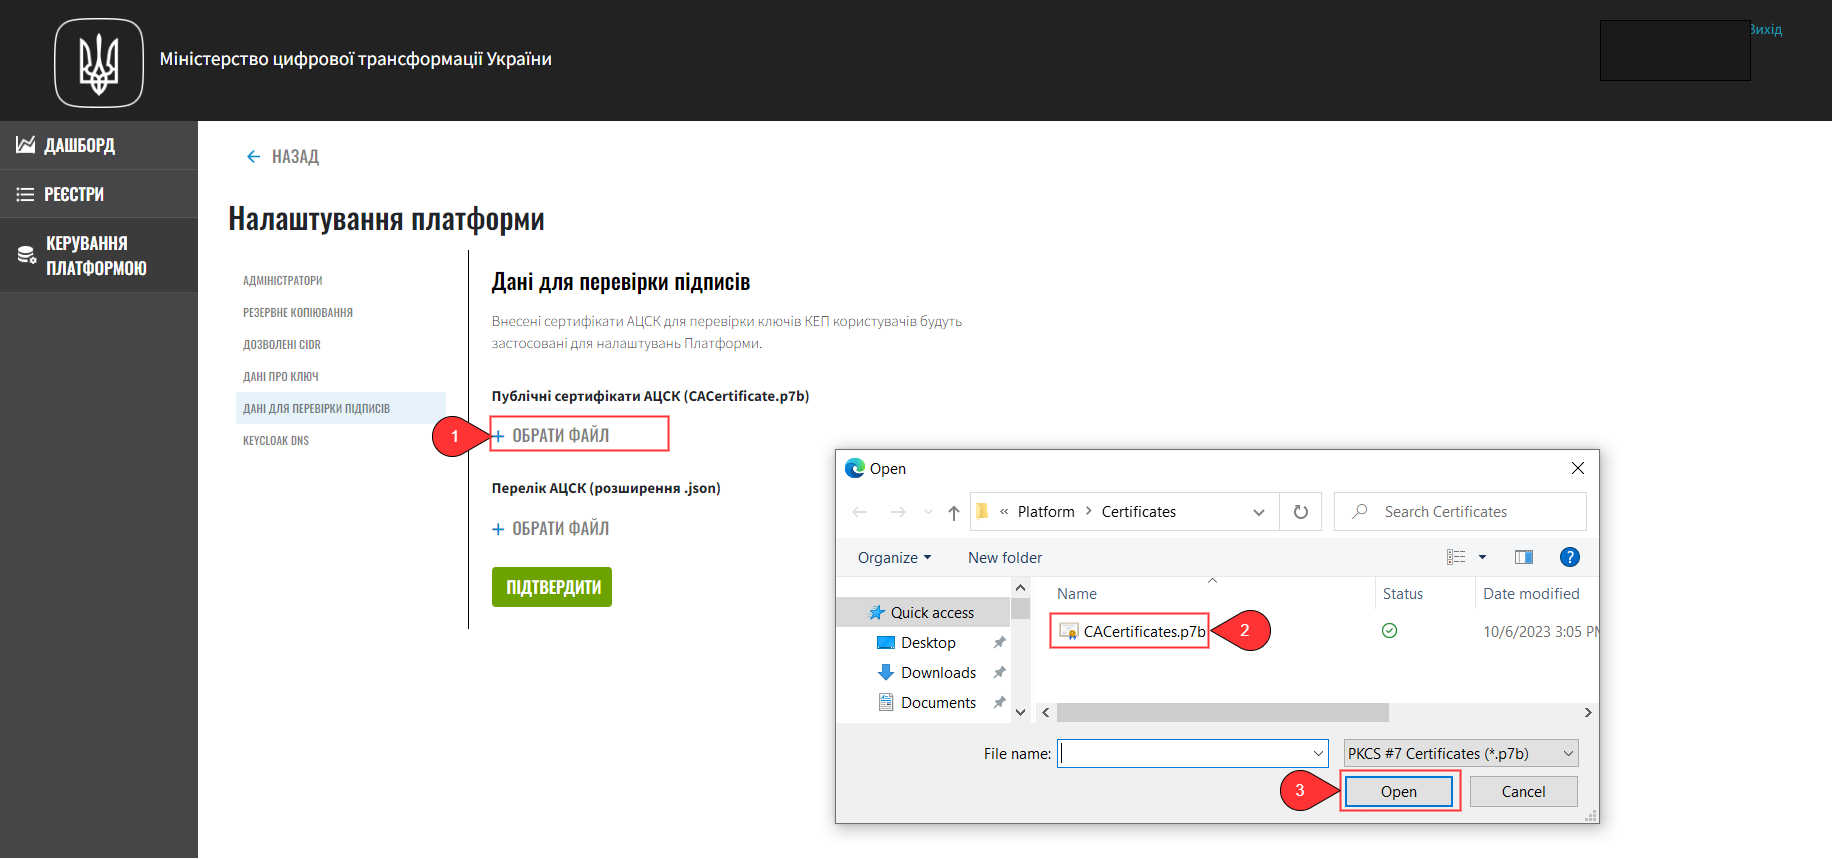 Міністерство цифрової трансформації України
Вихід
ДАШБОРД
РЕЄСТРИ
КЕРУВАННЯ
ПЛАТФОРМОЮ
НАЗАД
Налаштування платформи
АДМІНІСТРАТОРИ
РЕЗЕРВНЕ КОПІЮВАННЯ
ДОЗВОЛЕНІ CIDR
ДАНІ ПРО КЛЮЧ
ДАНІ ДЛЯ ПЕРЕВІРКИ ПІДПИСІВ
KEYCLOAK DNS
Дані для перевірки підписів
Внесені сертифікати АЦСК для перевірки ключів КЕП користувачів будуть
застосовані для налаштувань Платформи.
Публічні сертифікати АЦСК (CACertificate.p7b)
1
+ ОБРАТИ ФАЙЛ
Перелік АЦСК (розширення .json)
+ ОБРАТИ ФАЙЛ
ПІДТВЕРДИТИ
Open
« Platform > Certificates
Search Certificates
Organize
New folder
?
Name
Status
Date modified
Quick access
Desktop
Downloads
Documents
CACertificates.p7b
2
10/6/2023 3:05 PM
File name:
PKCS #7 Certificates (*.p7b)
3
Open
Cancel